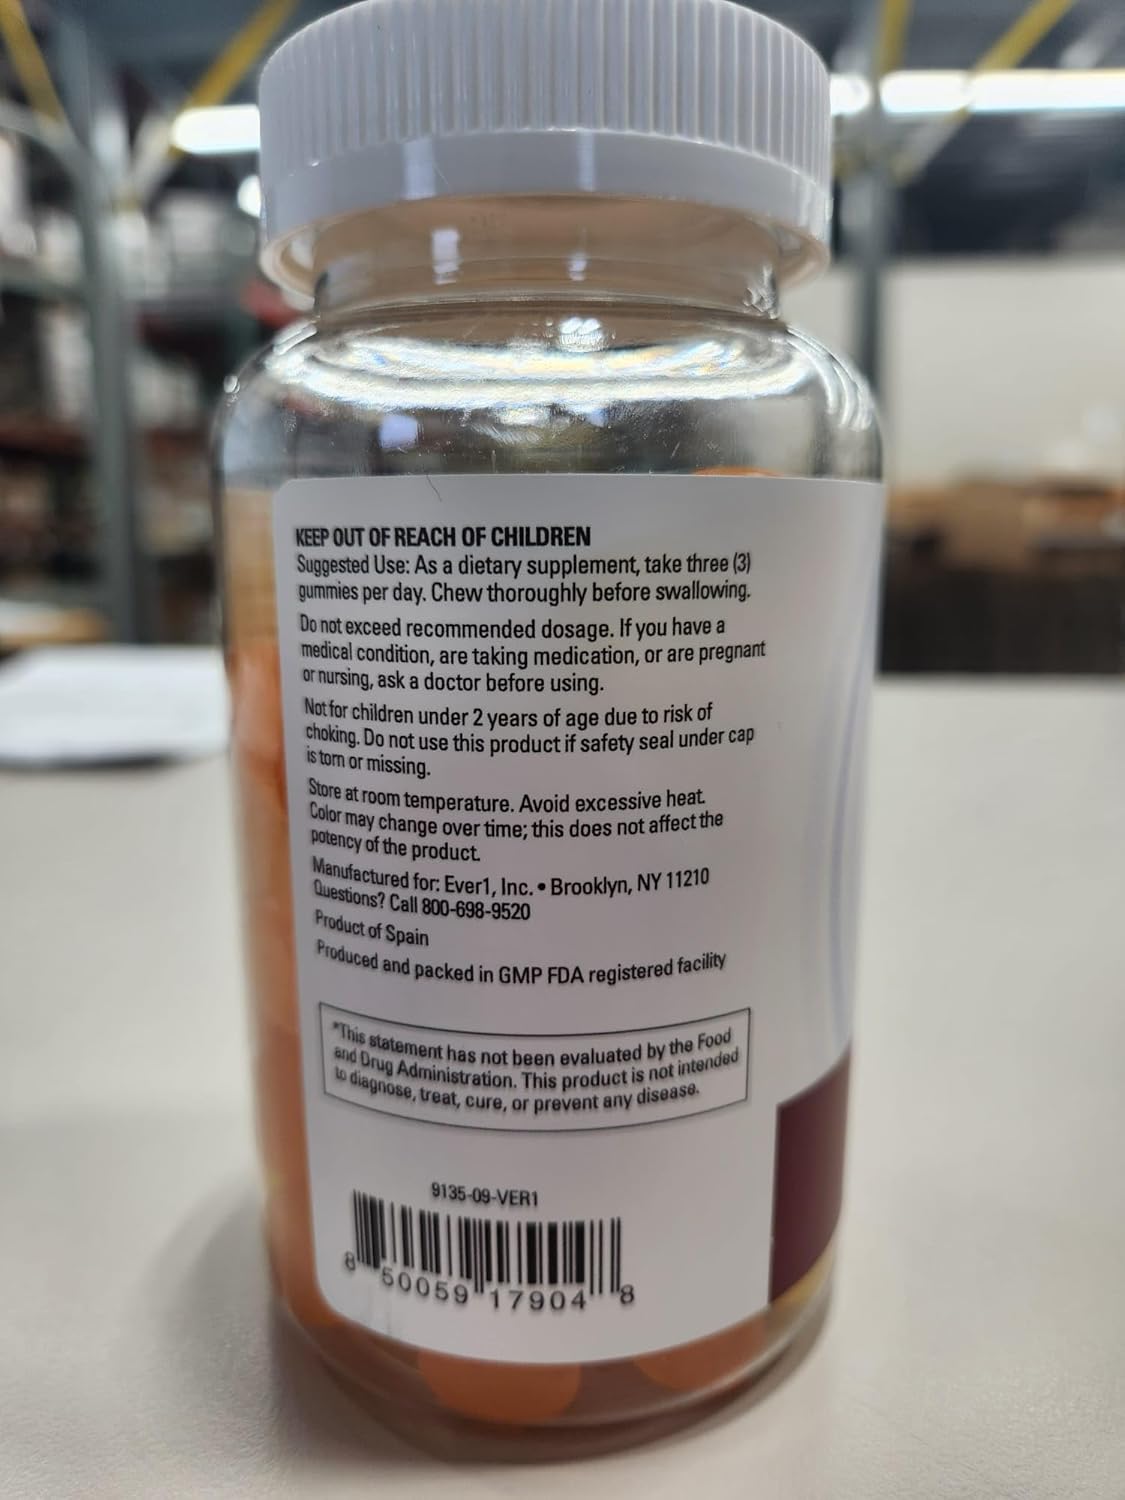 KEEP OUT OF REACH OF CHILDREN
Suggested Use: As a dietary supplement, take three (3)
gummies per day. Chew thoroughly before swallowing.
Do not exceed recommended dosage. If you have a
medical condition, are taking medication, or are pregnant
or nursing, ask a doctor before using.
Not for children under 2 years of age due to risk of
choking. Do not use this product if safety seal under cap
is torn or missing.
Store at room temperature. Avoid excessive heat.
Color may change over time; this does not affect the
potency of the product.
Manufactured for: Ever1, Inc. • Brooklyn, NY 11210
Questions? Call 800-698-9520
Product of Spain
Produced and packed in GMP FDA registered facility
*This statement has not been evaluated by the Food
and Drug Administration. This product is not intended
to diagnose, treat, cure, or prevent any disease.
9135-09-VER1
8 50059 17904 8